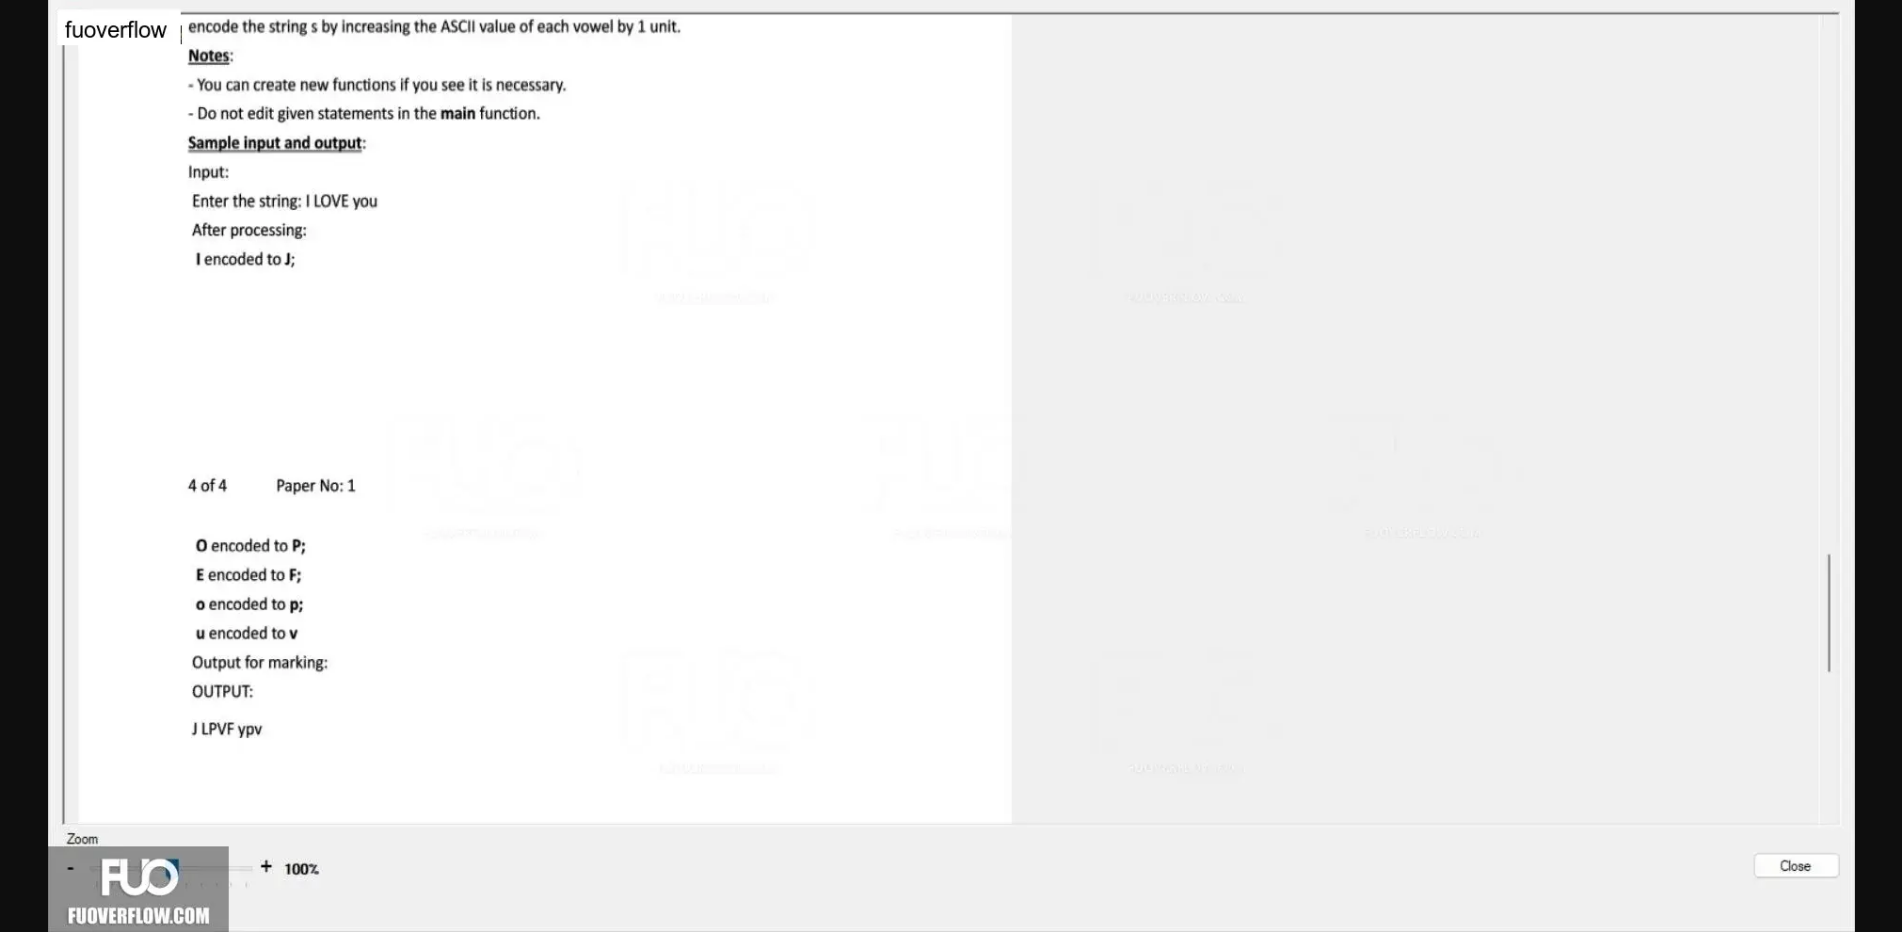 fuoverflow
encode the string s by increasing the ASCII value of each vowel by 1 unit.
Notes:
- You can create new functions if you see it is necessary.
- Do not edit given statements in the main function.
Sample input and output:
Input:
Enter the string: I LOVE you
After processing:
I encoded to J;
4 of 4 Paper No: 1
O encoded to P;
E encoded to F;
o encoded to p;
u encoded to v
Output for marking:
OUTPUT:
J LPVF ypv
Zoom
- + 100%
Close
FUO
FUOVERFLOW.COM